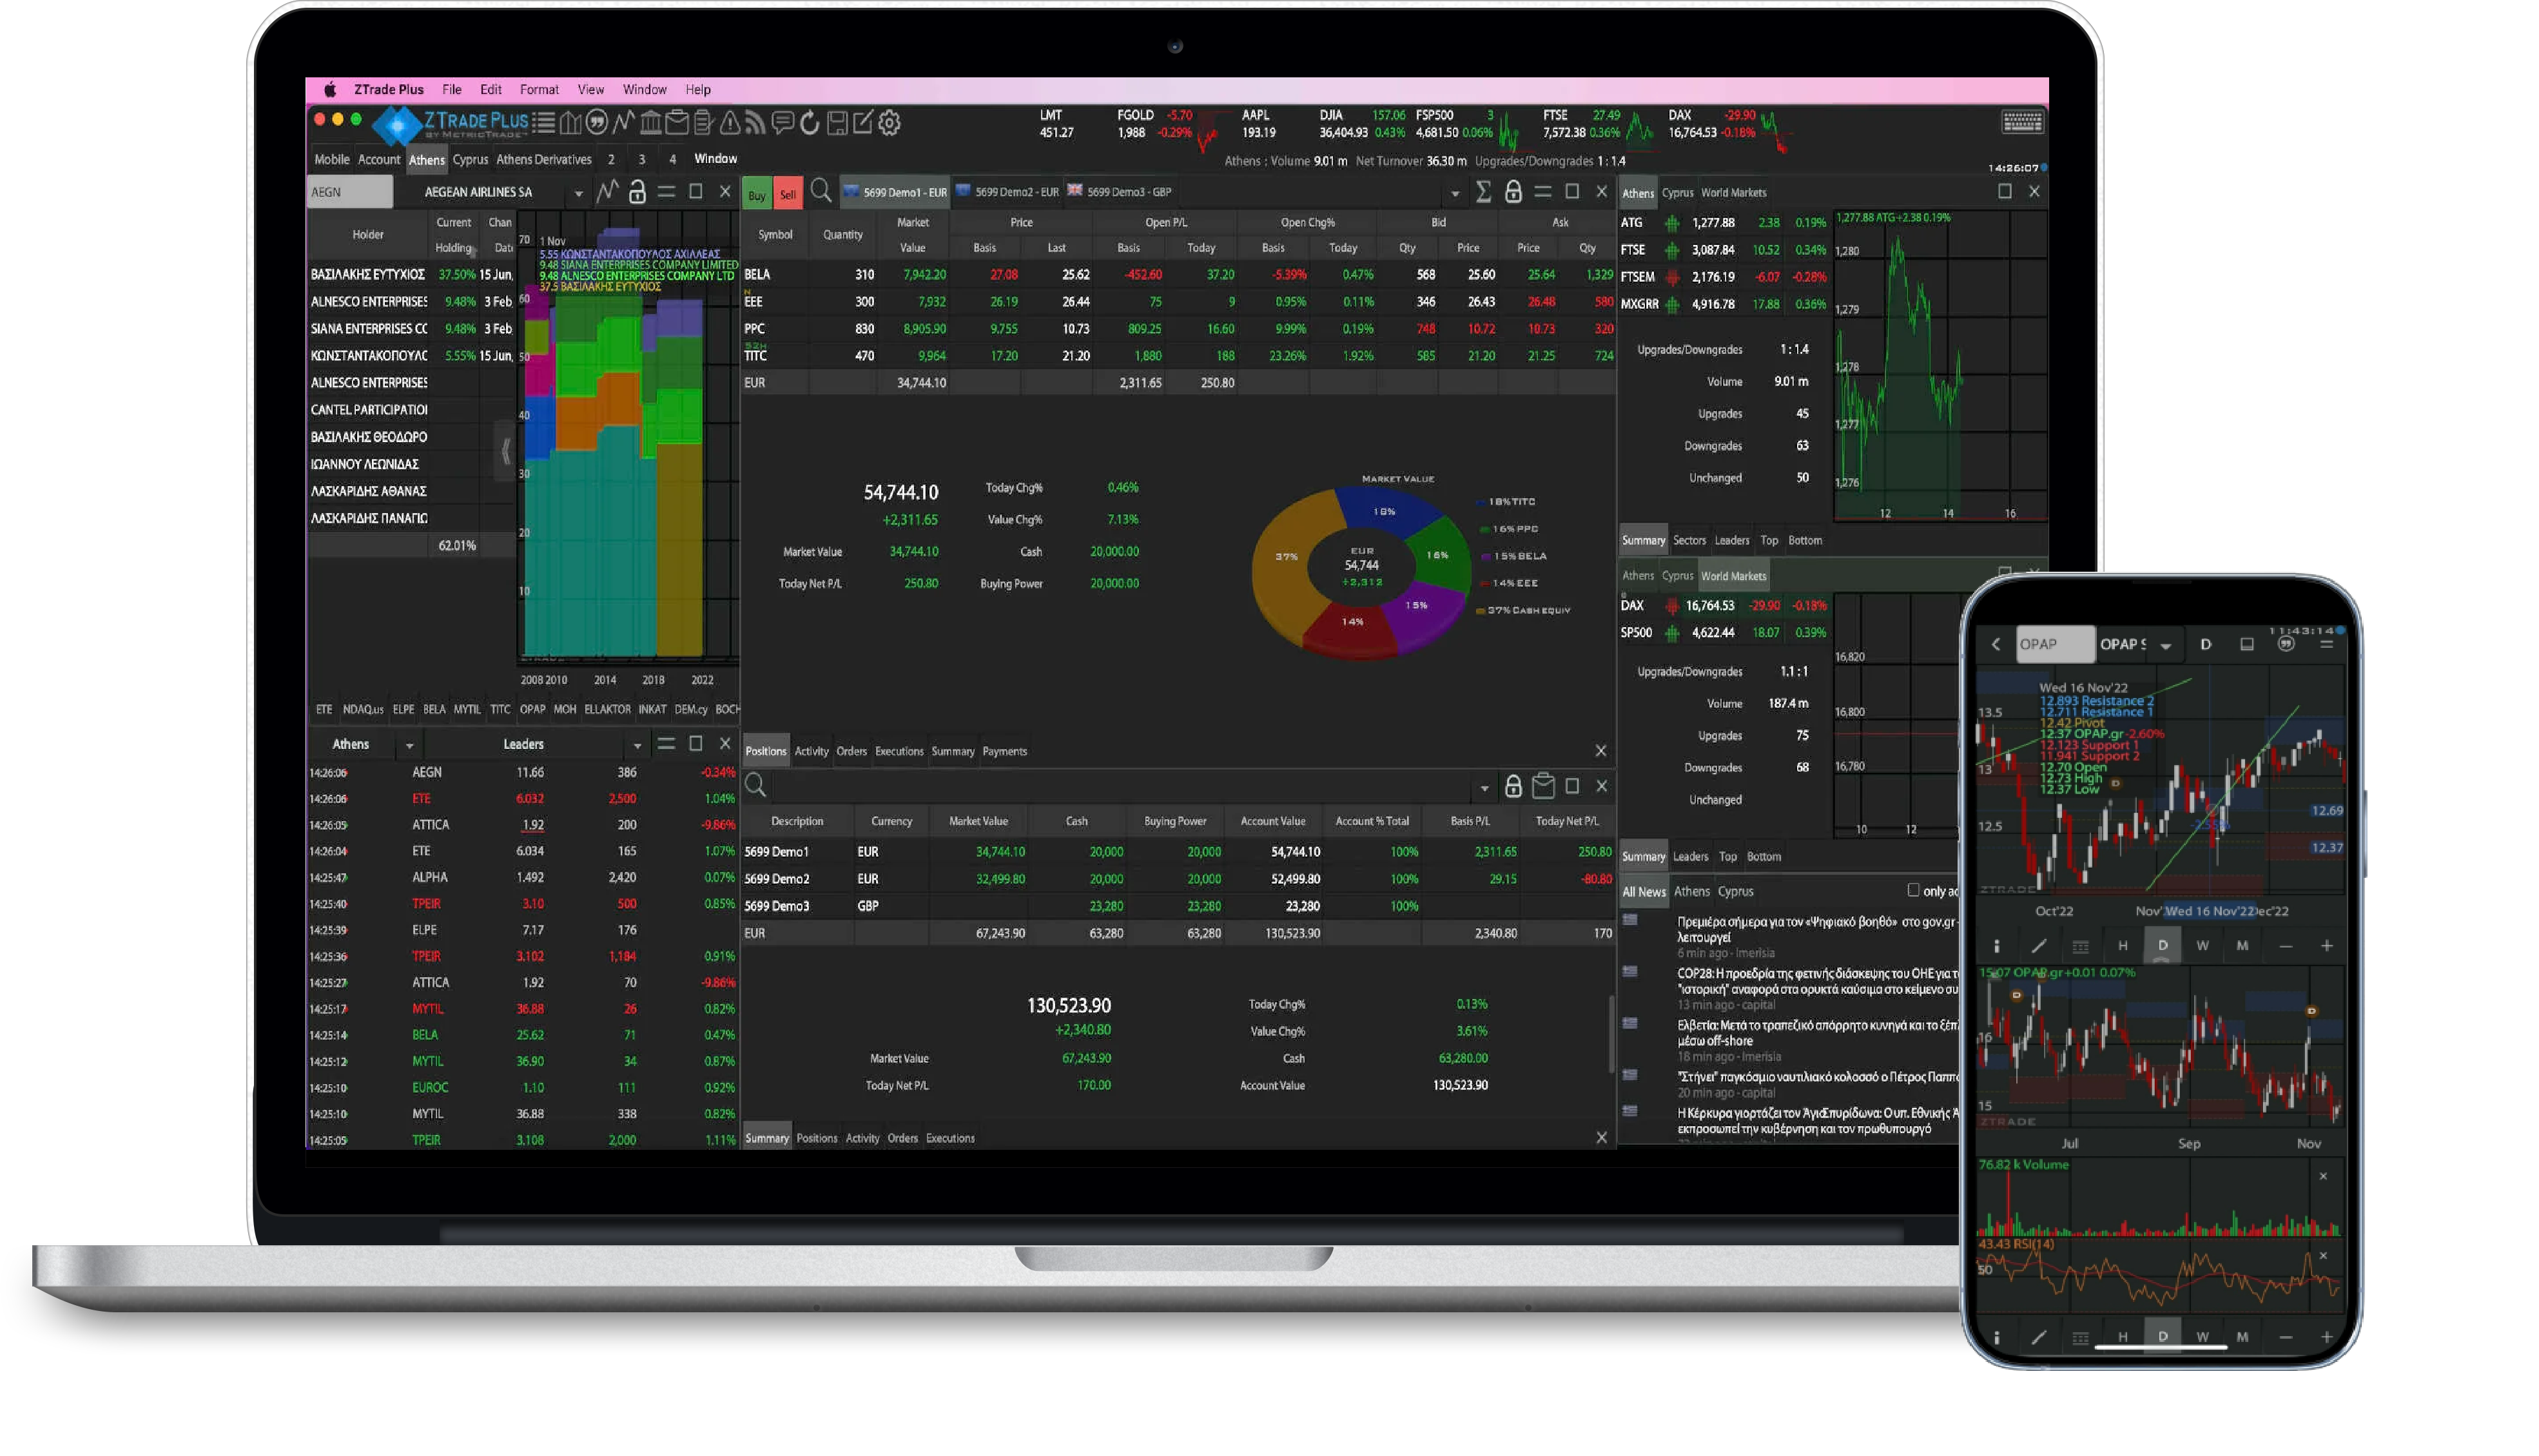 ZTrade Plus File Edit Format View Window Help
ZTRADE PLUS
BY METRICTRADE™
LMT
451.27
FGOLD -5.70
1,988 -0.29%
AAPL
193.19
DJIA 157.06
36,404.93 0.43%
FSP500 3
4,681.50 0.06%
FTSE 27.49
7,572.38 0.36%
DAX -29.90
16,764.53 -0.18%
Mobile Account Athens Cyprus Athens Derivatives 2 3 4 Window
Athens : Volume 9.01 m Net Turnover 36.30 m Upgrades/Downgrades 1 : 1.4
14:26:07
AEGN AEGEAN AIRLINES SA
Holder Current Holding Chan Date
ΒΑΣΙΛΑΚΗΣ ΕΥΤΥΧΙΟΣ 37.50% 15 Jun,
ALNESCO ENTERPRISES 9.48% 3 Feb,
SIANA ENTERPRISES CC 9.48% 3 Feb,
ΚΩΝΣΤΑΝΤΑΚΟΠΟΥΛΟ 5.55% 15 Jun,
ALNESCO ENTERPRISES
CANTEL PARTICIPATIOI
ΒΑΣΙΛΑΚΗΣ ΘΕΟΔΩΡΟ
ΙΩΑΝΝΟΥ ΛΕΩΝΙΔΑΣ
ΛΑΣΚΑΡΙΔΗΣ ΑΘΑΝΑΣ
ΛΑΣΚΑΡΙΔΗΣ ΠΑΝΑΓΙΩ
62.01%
1 Nov
5.55 ΚΩΝΣΤΑΝΤΑΚΟΠΟΥΛΟΣ ΑΧΙΛΛΕΑΣ
9.48 SIANA ENTERPRISES COMPANY LIMITED
9.48 ALNESCO ENTERPRISES COMPANY LTD
37.5 ΒΑΣΙΛΑΚΗΣ ΕΥΤΥΧΙΟΣ
70
60
50
40
30
20
10
2008 2010 2014 2018 2022
ETE NDAQ.us ELPE BELA MYTIL TITC OPAP MOH ELLAKTOR INKAT DEM.cy BOCH
Athens Leaders
14:26:06 AEGN 11.66 386 -0.34%
14:26:06 ETE 6.032 2,500 1.04%
14:26:05 ATTICA 1.92 200 -9.86%
14:26:04 ETE 6.034 165 1.07%
14:25:47 ALPHA 1.492 2,420 0.07%
14:25:40 TPEIR 3.10 500 0.85%
14:25:39 ELPE 7.17 176
14:25:36 TPEIR 3.102 1,184 0.91%
14:25:27 ATTICA 1.92 70 -9.86%
14:25:17 MYTIL 36.88 26 0.82%
14:25:14 BELA 25.62 71 0.47%
14:25:12 MYTIL 36.90 34 0.87%
14:25:10 EUROC 1.10 111 0.92%
14:25:10 MYTIL 36.88 338 0.82%
14:25:05 TPEIR 3.108 2,000 1.11%
Buy Sell 5699 Demo1 - EUR 5699 Demo2 - EUR 5699 Demo3 - GBP
Symbol Quantity Market Value Price Open P/L Open Chg% Bid Ask
Basis Last Basis Today Basis Today Qty Price Price Qty
BELA 310 7,942.20 27.08 25.62 -452.60 37.20 -5.39% 0.47% 568 25.60 25.64 1,329
N
EEE 300 7,932 26.19 26.44 75 9 0.95% 0.11% 346 26.43 26.48 580
PPC 830 8,905.90 9.755 10.73 809.25 16.60 9.99% 0.19% 748 10.72 10.73 320
52H
TITC 470 9,964 17.20 21.20 1,880 188 23.26% 1.92% 585 21.20 21.25 724
EUR 34,744.10 2,311.65 250.80
54,744.10 Today Chg% 0.46%
+2,311.65 Value Chg% 7.13%
Market Value 34,744.10 Cash 20,000.00
Today Net P/L 250.80 Buying Power 20,000.00
MARKET VALUE
18%
16%
15%
14%
37%
EUR
54,744
+2,312
18% TITC
16% PPC
15% BELA
14% EEE
37% CASH EQUIV
Positions Activity Orders Executions Summary Payments
Description Currency Market Value Cash Buying Power Account Value Account % Total Basis P/L Today Net P/L
5699 Demo1 EUR 34,744.10 20,000 20,000 54,744.10 100% 2,311.65 250.80
5699 Demo2 EUR 32,499.80 20,000 20,000 52,499.80 100% 29.15 -80.80
5699 Demo3 GBP 23,280 23,280 23,280 100%
EUR 67,243.90 63,280 63,280 130,523.90 2,340.80 170
130,523.90 Today Chg% 0.13%
+2,340.80 Value Chg% 3.61%
Market Value 67,243.90 Cash 63,280.00
Today Net P/L 170.00 Account Value 130,523.90
Summary Positions Activity Orders Executions
Athens Cyprus World Markets
ATG 1,277.88 2.38 0.19%
FTSE 3,087.84 10.52 0.34%
FTSEM 2,176.19 -6.07 -0.28%
MXGRR 4,916.78 17.88 0.36%
Upgrades/Downgrades 1 : 1.4
Volume 9.01 m
Upgrades 45
Downgrades 63
Unchanged 50
1,277.88 ATG +2.38 0.19%
1,280
1,279
1,278
1,277
1,276
12 14 16
Summary Sectors Leaders Top Bottom
Athens Cyprus World Markets
DAX 16,764.53 -29.90 -0.18%
SP500 4,622.44 18.07 0.39%
Upgrades/Downgrades 1.1 : 1
Volume 187.4 m
Upgrades 75
Downgrades 68
Unchanged
16,820
16,800
16,780
10 12
Summary Leaders Top Bottom
All News Athens Cyprus only ac
Πρεμιέρα σήμερα για τον «Ψηφιακό βοηθό» στο gov.gr -
λειτουργεί
6 min ago - Imerisia
COP28: Η προεδρία της φετινής διάσκεψης του ΟΗΕ για τ
"ιστορική" αναφορά στα ορυκτά καύσιμα στο κείμενο συ
13 min ago - capital
Ελβετία: Μετά το τραπεζικό απόρρητο κυνηγά και το ξέπ
μέσω off-shore
18 min ago - Imerisia
"Στήνει" παγκόσμιο ναυτιλιακό κολοσσό ο Πέτρος Παππ
20 min ago - capital
Η Κέρκυρα γιορτάζει τον Άγιο Σπυρίδωνα: Ο υπ. Εθνικής Ά
εκπροσωπεί την κυβέρνηση και τον πρωθυπουργό
11:43:14
OPAP OPAP S D
Wed 16 Nov'22
12.893 Resistance 2
12.711 Resistance 1
12.42 Pivot
12.37 OPAP.gr -2.60%
12.123 Support 1
11.941 Support 2
12.70 Open
12.73 High
12.37 Low
13.5
13
12.5
12.69
12.37
ZTRADE
Oct'22 Nov' Wed 16 Nov'22 Dec'22
H D W M
15.07 OPAP.gr +0.01 0.07%
16
15
ZTRADE
Jul Sep Nov
76.82 k Volume
43.43 RSI(14)
50
H D W M